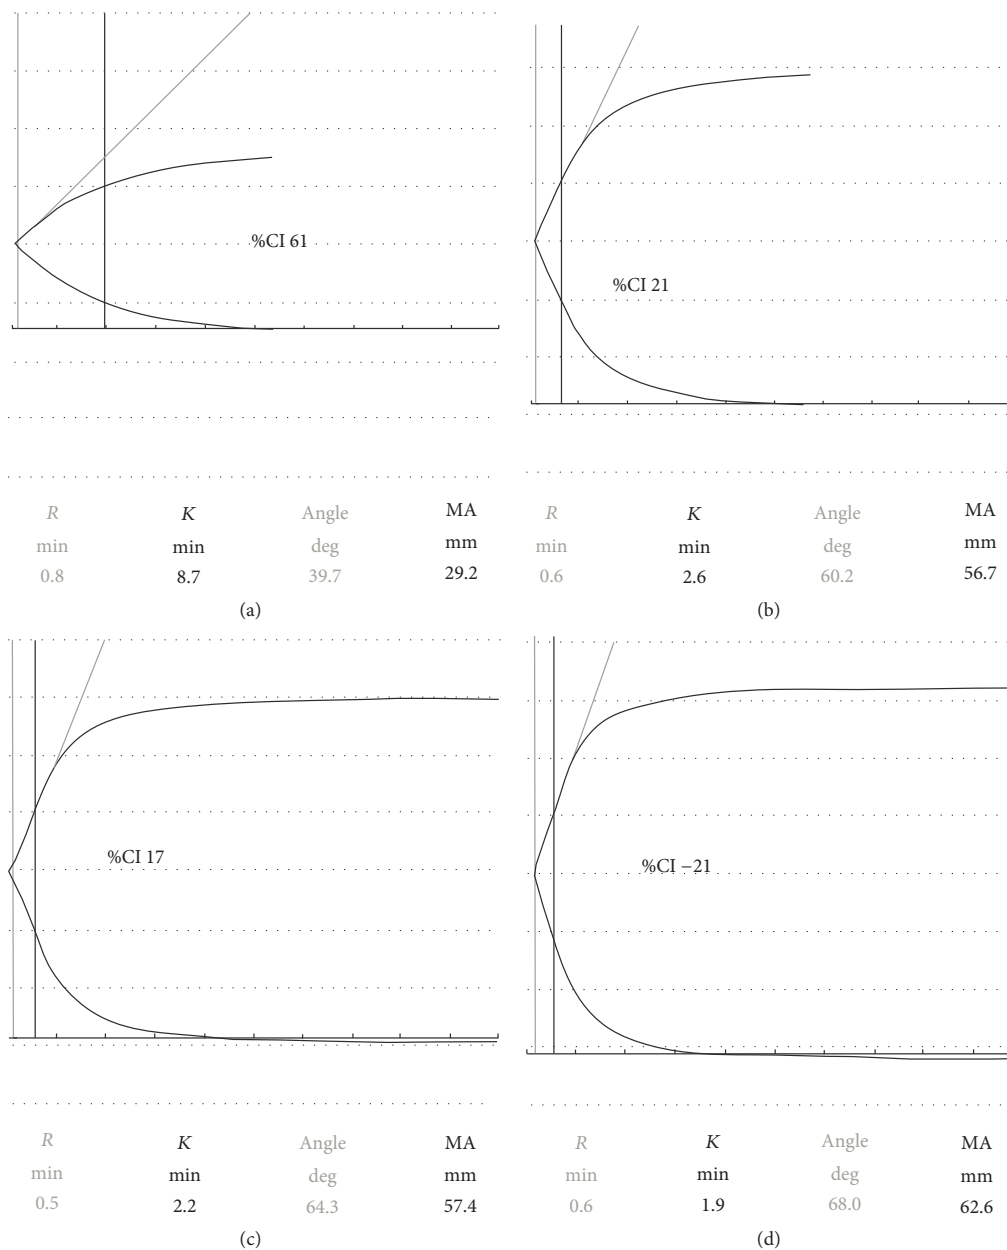 %CI 61
R K Angle MA
min min deg mm
0.8 8.7 39.7 29.2
(a)
%CI 21
R K Angle MA
min min deg mm
0.6 2.6 60.2 56.7
(b)
%CI 17
R K Angle MA
min min deg mm
0.5 2.2 64.3 57.4
(c)
%CI −21
R K Angle MA
min min deg mm
0.6 1.9 68.0 62.6
(d)